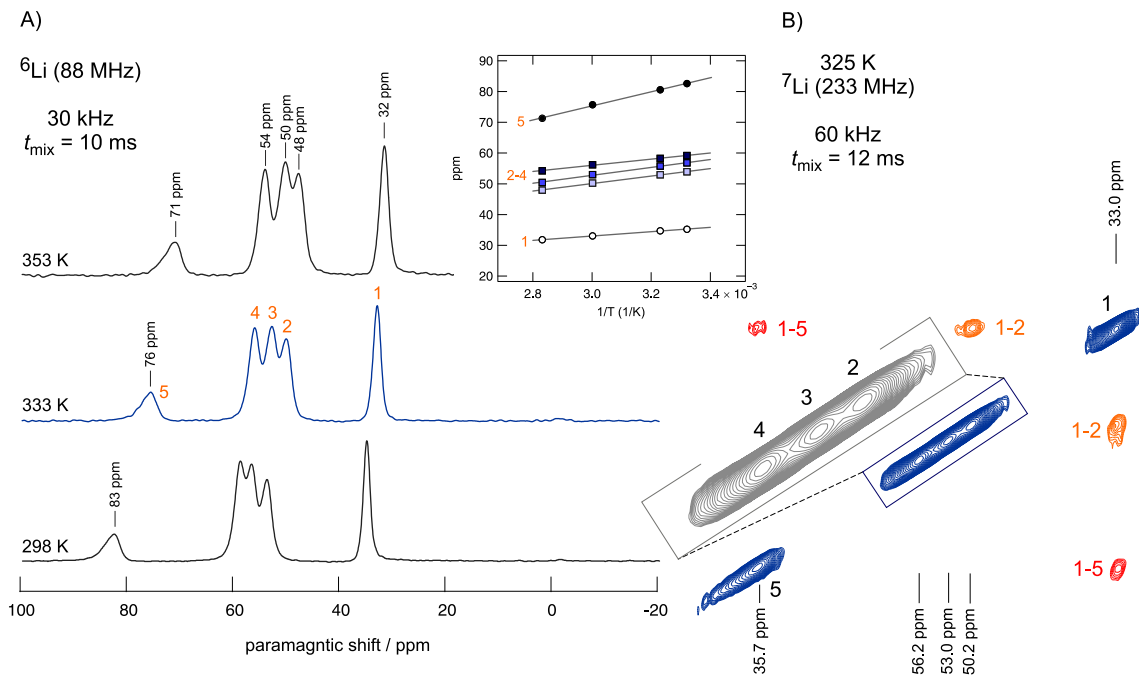 A)
⁶Li (88 MHz)
30 kHz
tmix = 10 ms
71 ppm
54 ppm
50 ppm
48 ppm
32 ppm
353 K
76 ppm
5
4
3
2
1
333 K
83 ppm
298 K
100 80 60 40 20 0 -20
paramagntic shift / ppm
90
80
70
60
50
40
30
20
ppm
5
2-4
1
2.8 3.0 3.2 3.4 × 10⁻³
1/T (1/K)
B)
325 K
⁷Li (233 MHz)
60 kHz
tmix = 12 ms
33.0 ppm
1
1-5
1-2
2
3
4
1-2
5
1-5
35.7 ppm
56.2 ppm
53.0 ppm
50.2 ppm